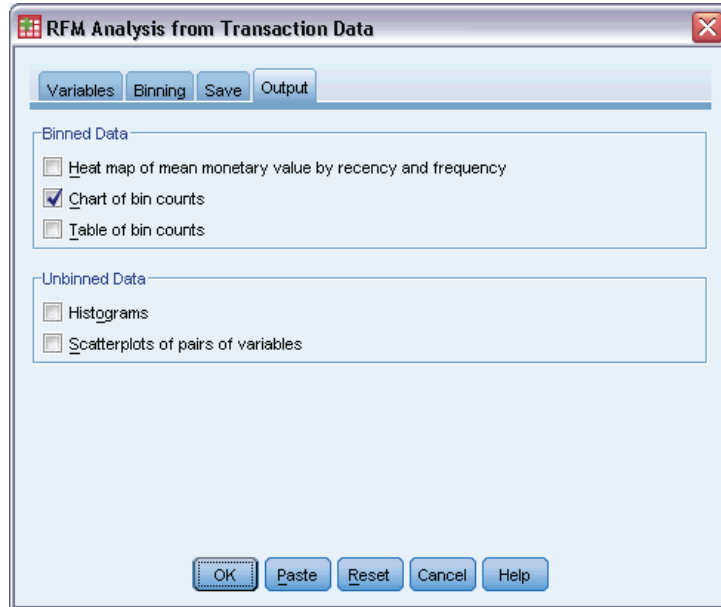 RFM Analysis from Transaction Data
Variables Binning Save Output
Binned Data
Heat map of mean monetary value by recency and frequency
Chart of bin counts
Table of bin counts
Unbinned Data
Histograms
Scatterplots of pairs of variables
OK Paste Reset Cancel Help